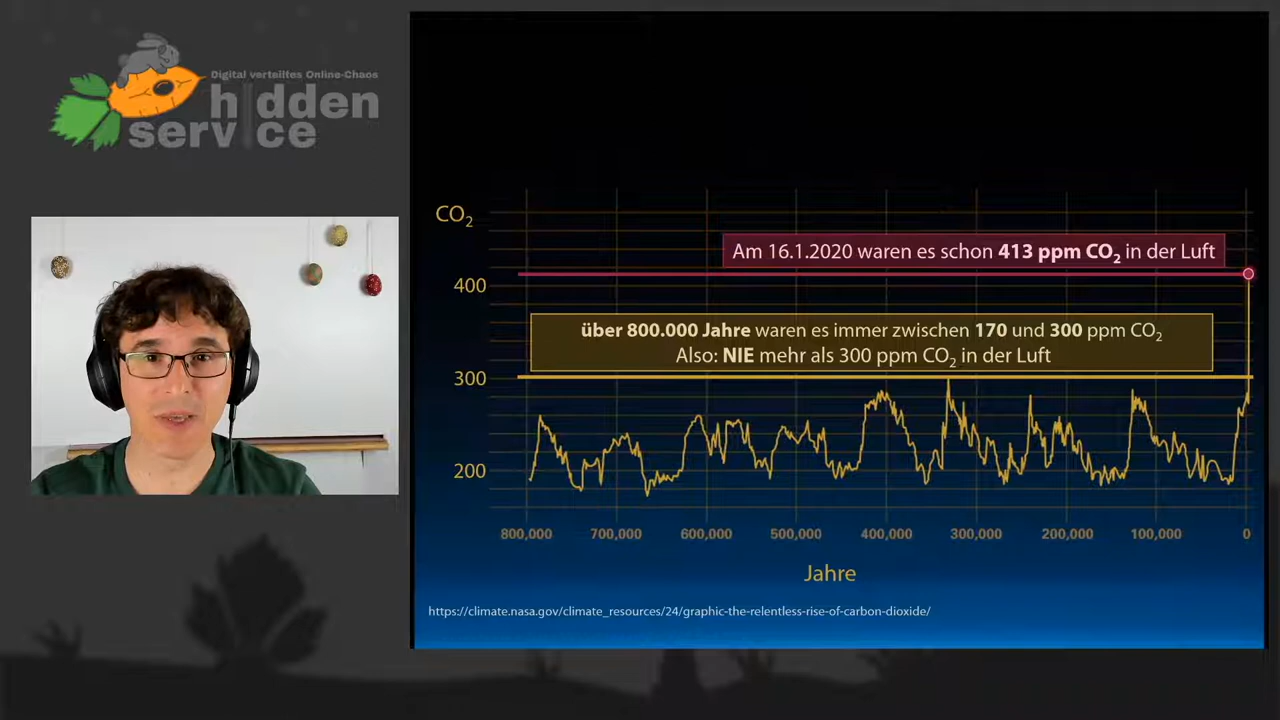 Digital verteiltes Online-Chaos
hidden
service
CO₂
Am 16.1.2020 waren es schon 413 ppm CO₂ in der Luft
400
über 800.000 Jahre waren es immer zwischen 170 und 300 ppm CO₂
Also: NIE mehr als 300 ppm CO₂ in der Luft
300
200
800,000 700,000 600,000 500,000 400,000 300,000 200,000 100,000 0
Jahre
https://climate.nasa.gov/climate_resources/24/graphic-the-relentless-rise-of-carbon-dioxide/